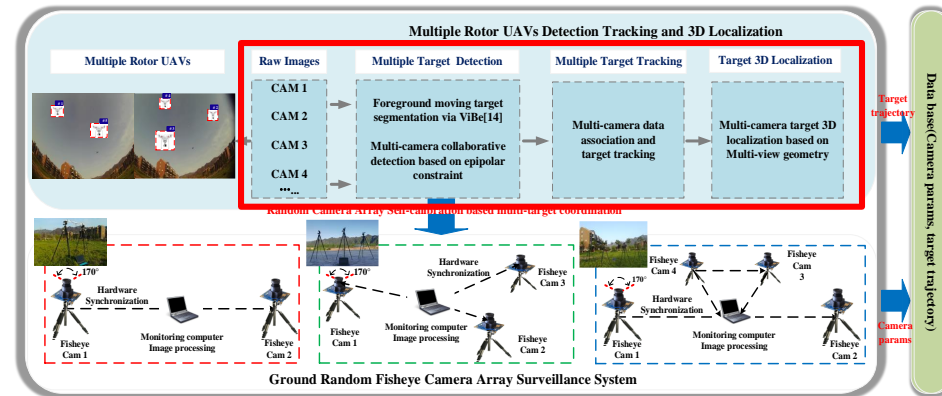 Multiple Rotor UAVs Detection Tracking and 3D Localization
Multiple Rotor UAVs
Raw Images
Multiple Target Detection
Multiple Target Tracking
Target 3D Localization
CAM 1
CAM 2
CAM 3
CAM 4
Foreground moving target
segmentation via ViBe[14]
Multi-camera collaborative
detection based on epipolar
constraint
Multi-camera data
association and
target tracking
Multi-camera target 3D
localization based on
Multi-view geometry
Target
trajectory
Data base(Camera params, target trajectory)
Random Camera Array Self-calibration based multi-target coordination
170°
Hardware
Synchronization
Fisheye
Cam 1
Monitoring computer
Image processing
Fisheye
Cam 2
170°
Hardware
Synchronization
Fisheye
Cam 3
Fisheye
Cam 1
Monitoring computer
Image processing
Fisheye
Cam 2
Fisheye
Cam 4
Fisheye
Cam
3
170°
Hardware
Synchronization
Fisheye
Cam 1
Monitoring computer
Image processing
Fisheye
Cam 2
Camera
params
Ground Random Fisheye Camera Array Surveillance System